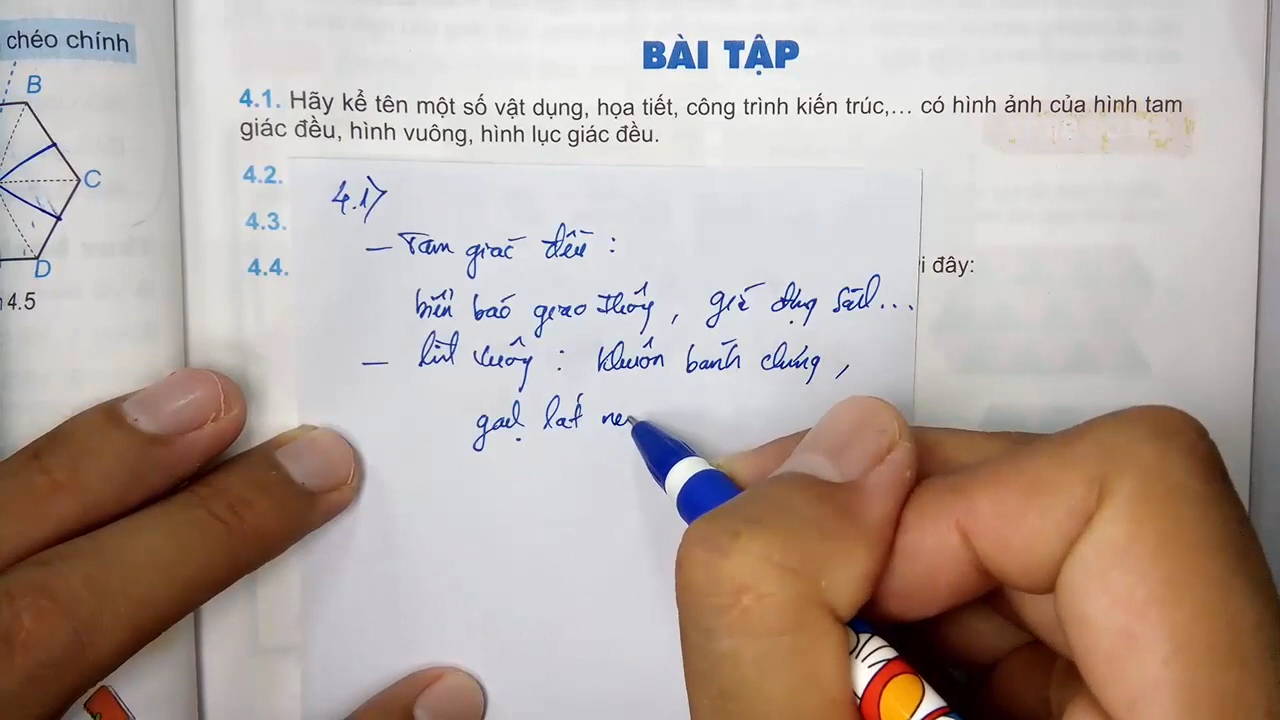 chéo chính
B
C
D
4.5
BÀI TẬP
4.1. Hãy kể tên một số vật dụng, họa tiết, công trình kiến trúc,... có hình ảnh của hình tam
giác đều, hình vuông, hình lục giác đều.
4.2.
4.3.
4.4.
i đây:
4.1)
- Tam giác đều :
biển báo giao thông, giá đựng sách...
- hình vuông : khuôn bánh chưng,
gạch lát nền